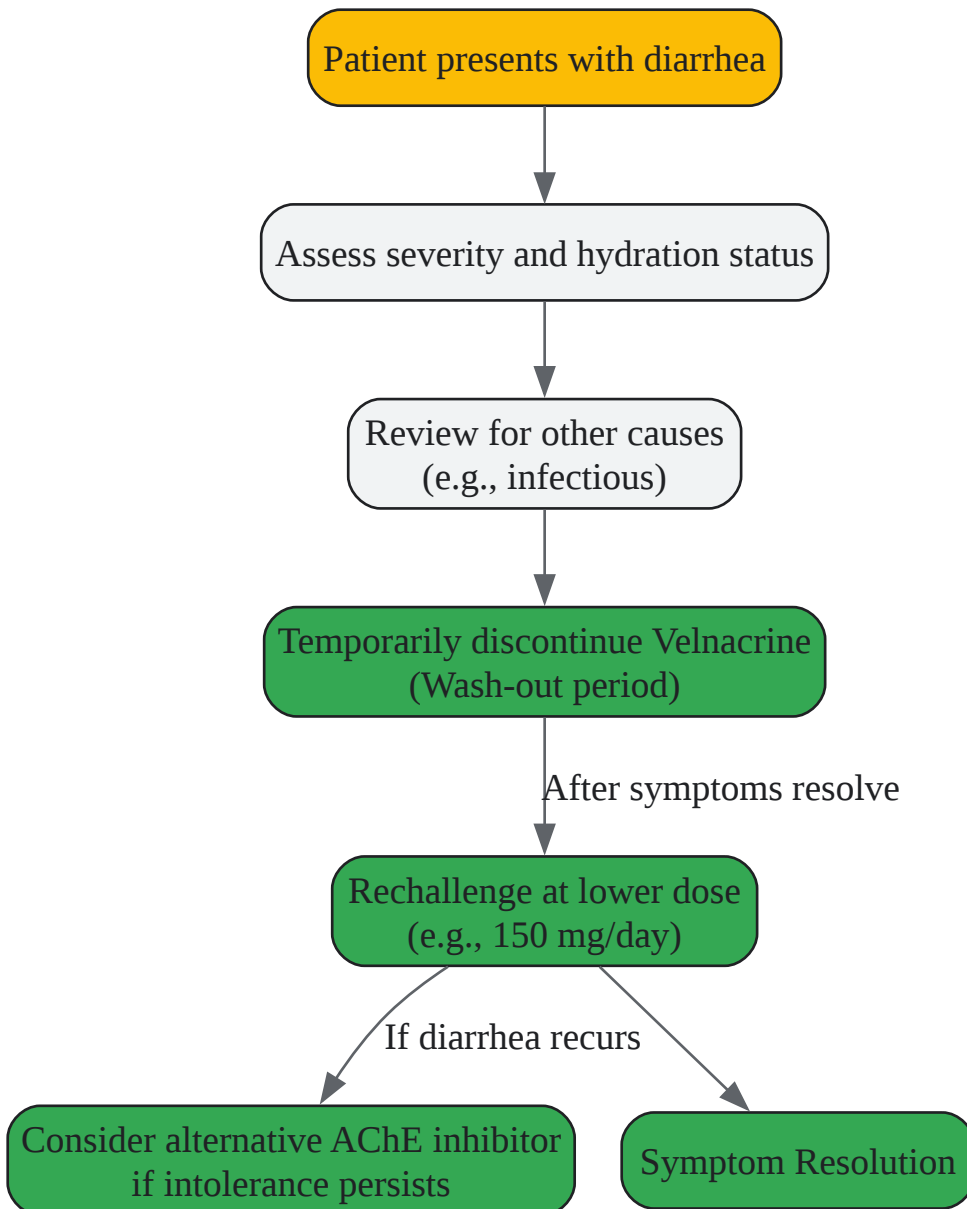 Patient presents with diarrhea
Assess severity and hydration status
Review for other causes
(e.g., infectious)
Temporarily discontinue Velnacrine
(Wash-out period)
After symptoms resolve
Rechallenge at lower dose
(e.g., 150 mg/day)
If diarrhea recurs
Consider alternative AChE inhibitor
if intolerance persists
Symptom Resolution